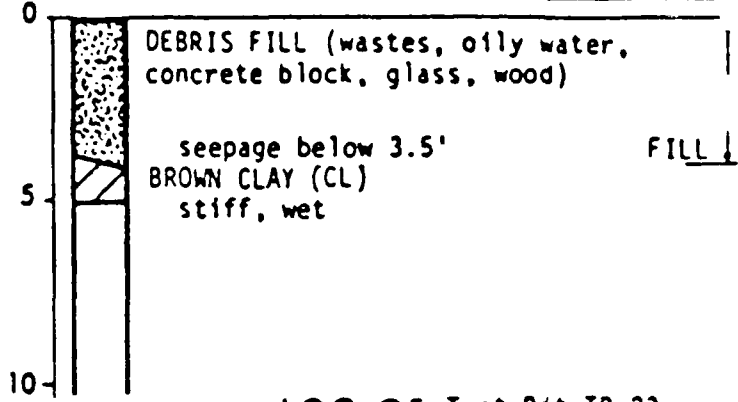 0
DEBRIS FILL (wastes, oily water,
concrete block, glass, wood)
seepage below 3.5' FILL
BROWN CLAY (CL)
5
stiff, wet
10